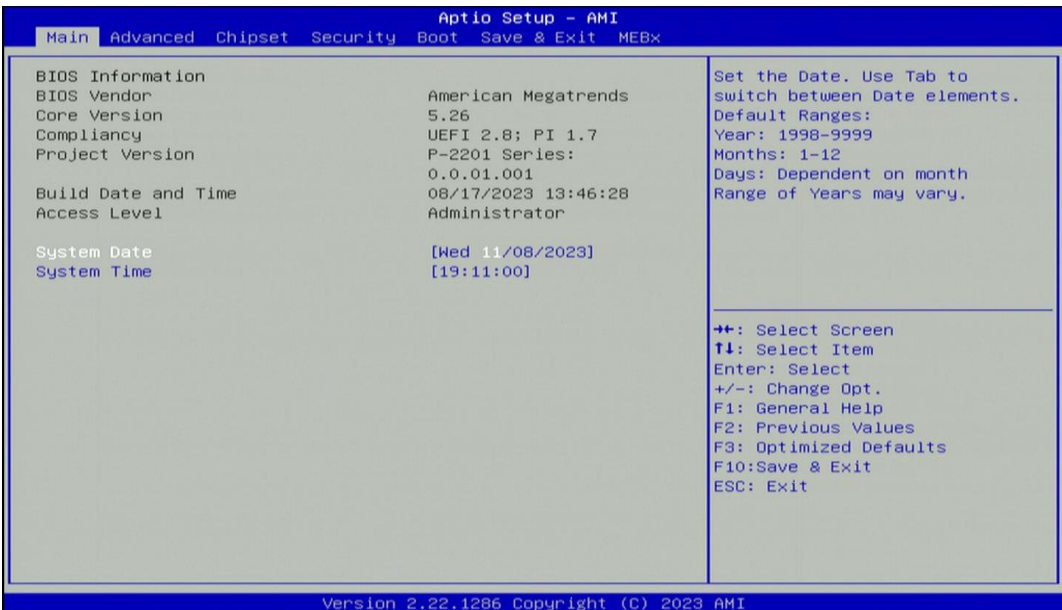 Aptio Setup – AMI
Main Advanced Chipset Security Boot Save & Exit MEBx
BIOS Information
BIOS Vendor American Megatrends
Core Version 5.26
Compliancy UEFI 2.8; PI 1.7
Project Version P-2201 Series:
0.0.01.001
Build Date and Time 08/17/2023 13:46:28
Access Level Administrator
System Date [Wed 11/08/2023]
System Time [19:11:00]
Set the Date. Use Tab to
switch between Date elements.
Default Ranges:
Year: 1998-9999
Months: 1-12
Days: Dependent on month
Range of Years may vary.
→←: Select Screen
↑↓: Select Item
Enter: Select
+/-: Change Opt.
F1: General Help
F2: Previous Values
F3: Optimized Defaults
F10:Save & Exit
ESC: Exit
Version 2.22.1286 Copyright (C) 2023 AMI